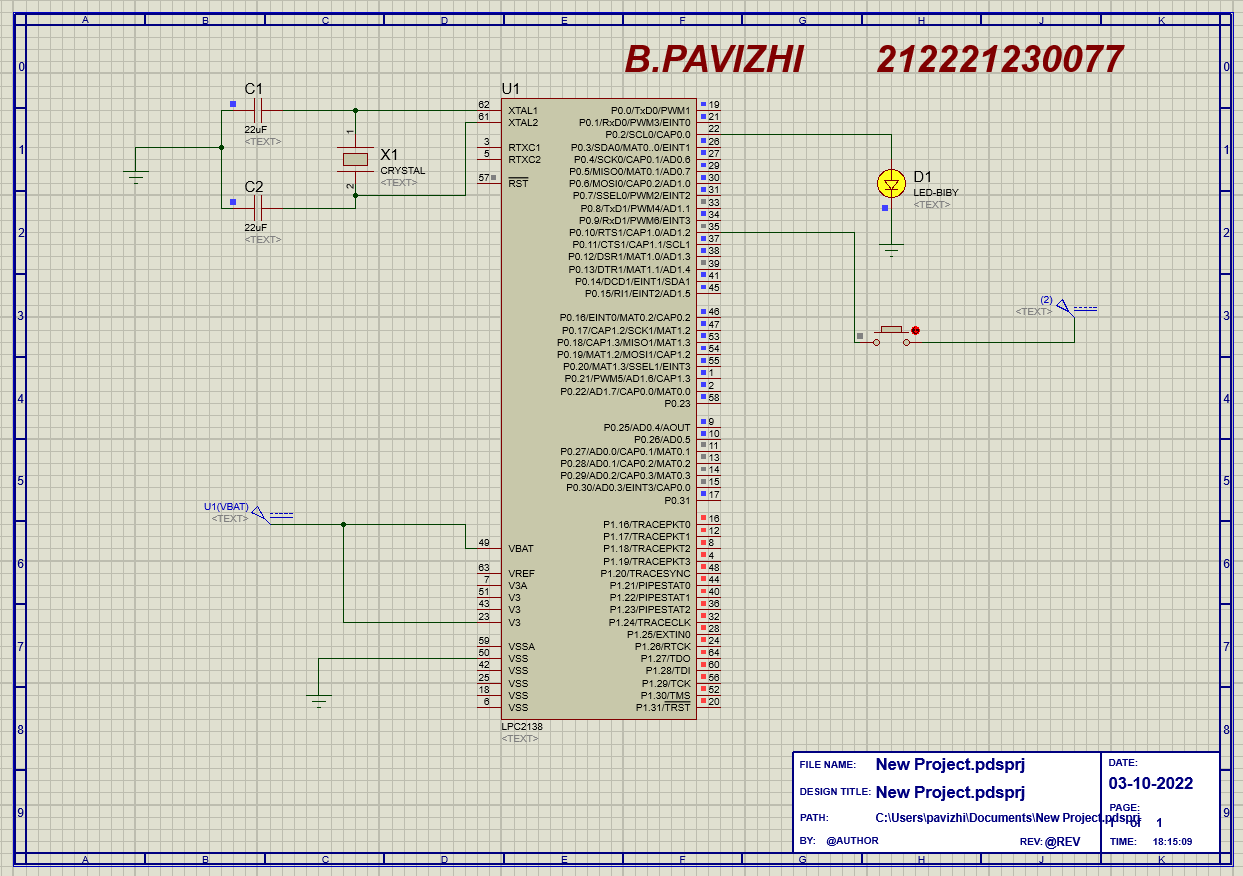 A B C D E F G H J K
B.PAVIZHI 212221230077
0 0
1 1
2 2
3 3
4 4
5 5
6 6
7 7
8 8
9 9
C1
22uF
<TEXT>
C2
22uF
<TEXT>
X1
CRYSTAL
<TEXT>
1
2
U1
62 XTAL1
61 XTAL2
3 RTXC1
5 RTXC2
57 RST
49 VBAT
63 VREF
7 V3A
51 V3
43 V3
23 V3
59 VSSA
50 VSS
42 VSS
25 VSS
18 VSS
6 VSS
P0.0/TxD0/PWM1 19
P0.1/RxD0/PWM3/EINT0 21
P0.2/SCL0/CAP0.0 22
P0.3/SDA0/MAT0..0/EINT1 26
P0.4/SCK0/CAP0.1/AD0.6 27
P0.5/MISO0/MAT0.1/AD0.7 29
P0.6/MOSI0/CAP0.2/AD1.0 30
P0.7/SSEL0/PWM2/EINT2 31
P0.8/TxD1/PWM4/AD1.1 33
P0.9/RxD1/PWM6/EINT3 34
P0.10/RTS1/CAP1.0/AD1.2 35
P0.11/CTS1/CAP1.1/SCL1 37
P0.12/DSR1/MAT1.0/AD1.3 38
P0.13/DTR1/MAT1.1/AD1.4 39
P0.14/DCD1/EINT1/SDA1 41
P0.15/RI1/EINT2/AD1.5 45
P0.16/EINT0/MAT0.2/CAP0.2 46
P0.17/CAP1.2/SCK1/MAT1.2 47
P0.18/CAP1.3/MISO1/MAT1.3 53
P0.19/MAT1.2/MOSI1/CAP1.2 54
P0.20/MAT1.3/SSEL1/EINT3 55
P0.21/PWM5/AD1.6/CAP1.3 1
P0.22/AD1.7/CAP0.0/MAT0.0 2
P0.23 58
P0.25/AD0.4/AOUT 9
P0.26/AD0.5 10
P0.27/AD0.0/CAP0.1/MAT0.1 11
P0.28/AD0.1/CAP0.2/MAT0.2 13
P0.29/AD0.2/CAP0.3/MAT0.3 14
P0.30/AD0.3/EINT3/CAP0.0 15
P0.31 17
P1.16/TRACEPKT0 16
P1.17/TRACEPKT1 12
P1.18/TRACEPKT2 8
P1.19/TRACEPKT3 4
P1.20/TRACESYNC 48
P1.21/PIPESTAT0 44
P1.22/PIPESTAT1 40
P1.23/PIPESTAT2 36
P1.24/TRACECLK 32
P1.25/EXTIN0 28
P1.26/RTCK 24
P1.27/TDO 64
P1.28/TDI 60
P1.29/TCK 56
P1.30/TMS 52
P1.31/TRST 20
LPC2138
<TEXT>
D1
LED-BIBY
<TEXT>
(2)
<TEXT>
U1(VBAT)
<TEXT>
FILE NAME: New Project.pdsprj
DESIGN TITLE: New Project.pdsprj
PATH: C:\Users\pavizhi\Documents\New Project.pdsprj
BY: @AUTHOR REV: @REV
DATE:
03-10-2022
PAGE:
1 of 1
TIME: 18:15:09
A B C D E F G H J K